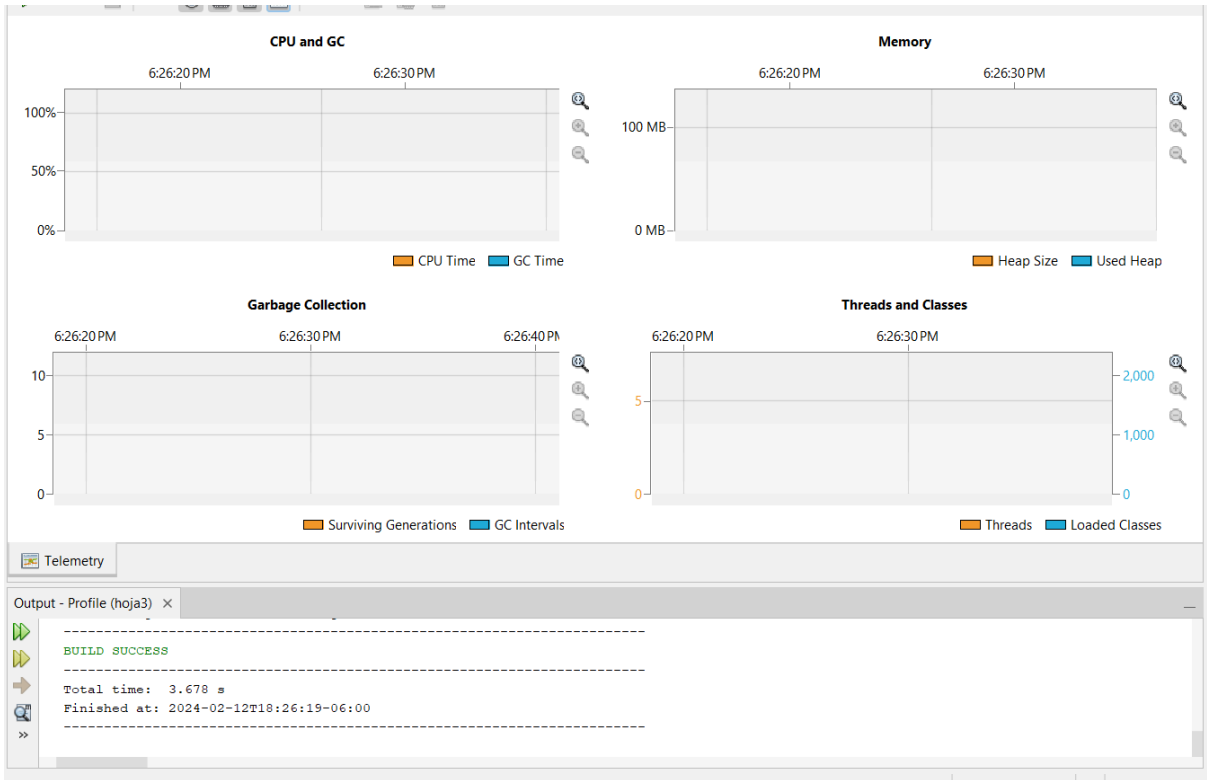 CPU and GC
6:26:20 PM 6:26:30 PM
100%
50%
0%
CPU Time GC Time
Memory
6:26:20 PM 6:26:30 PM
100 MB
0 MB
Heap Size Used Heap
Garbage Collection
6:26:20 PM 6:26:30 PM 6:26:40 PM
10
5
0
Surviving Generations GC Intervals
Threads and Classes
6:26:20 PM 6:26:30 PM
5 2,000
1,000
0 0
Threads Loaded Classes
Telemetry
Output - Profile (hoja3)
------------------------------------------------------------------------
BUILD SUCCESS
------------------------------------------------------------------------
Total time:  3.678 s
Finished at: 2024-02-12T18:26:19-06:00
------------------------------------------------------------------------